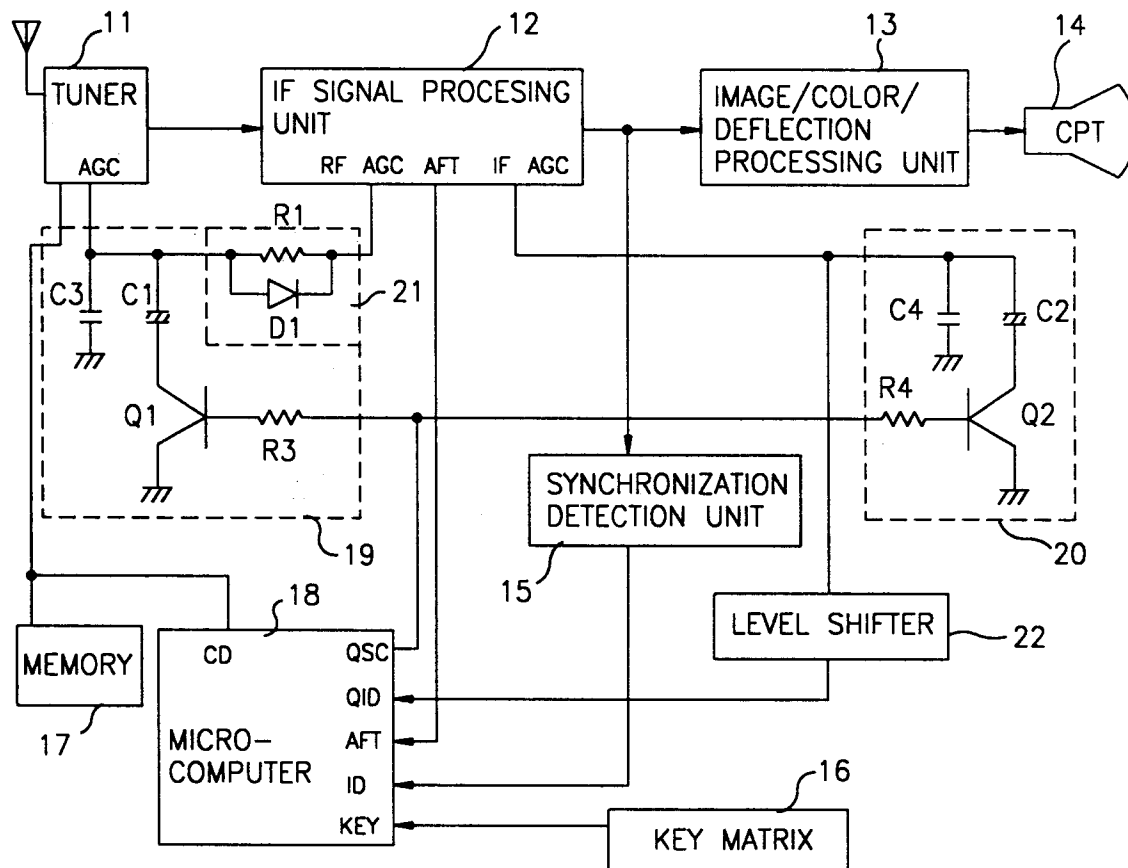 11
12
13
14
TUNER
AGC
IF SIGNAL PROCESING
UNIT
RF AGC AFT IF AGC
IMAGE/COLOR/
DEFLECTION
PROCESSING UNIT
CPT
R1
D1
21
C3
C1
Q1
R3
19
C4
C2
R4
Q2
20
SYNCHRONIZATION
DETECTION UNIT
15
LEVEL SHIFTER
22
MEMORY
17
18
CD
QSC
QID
AFT
ID
KEY
MICRO-
COMPUTER
16
KEY MATRIX